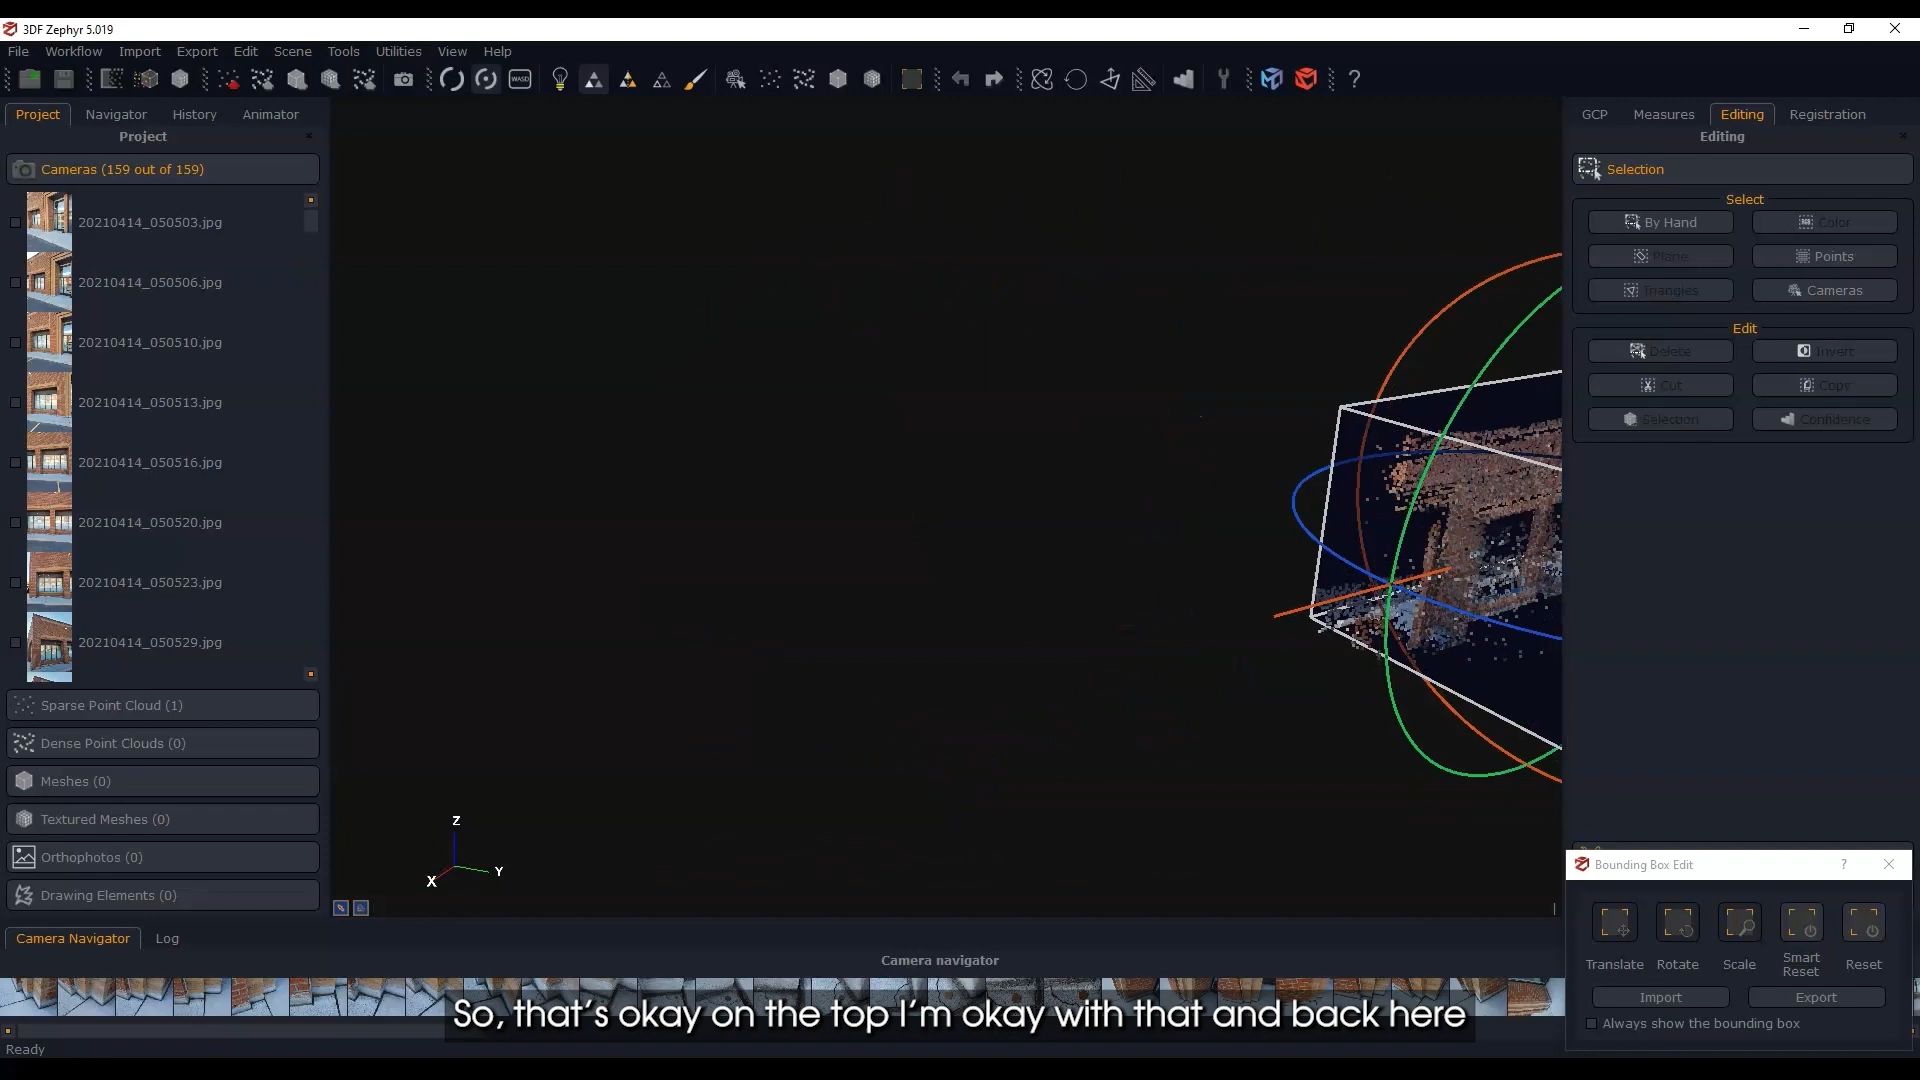 3DF Zephyr 5.019
File Workflow Import Export Edit Scene Tools Utilities View Help
WASD
Project Navigator History Animator
Project
Cameras (159 out of 159)
20210414_050503.jpg
20210414_050506.jpg
20210414_050510.jpg
20210414_050513.jpg
20210414_050516.jpg
20210414_050520.jpg
20210414_050523.jpg
20210414_050529.jpg
Sparse Point Cloud (1)
Dense Point Clouds (0)
Meshes (0)
Textured Meshes (0)
Orthophotos (0)
Drawing Elements (0)
Z
Y
X
GCP Measures Editing Registration
Editing
Selection
Select
By Hand Color
Plane Points
Triangles Cameras
Edit
Delete Invert
Cut Copy
Selection Confidence
Bounding Box Edit ?
Translate Rotate Scale Smart Reset Reset
Import Export
Always show the bounding box
Camera Navigator Log
Camera navigator
So, that's okay on the top I'm okay with that and back here
Ready